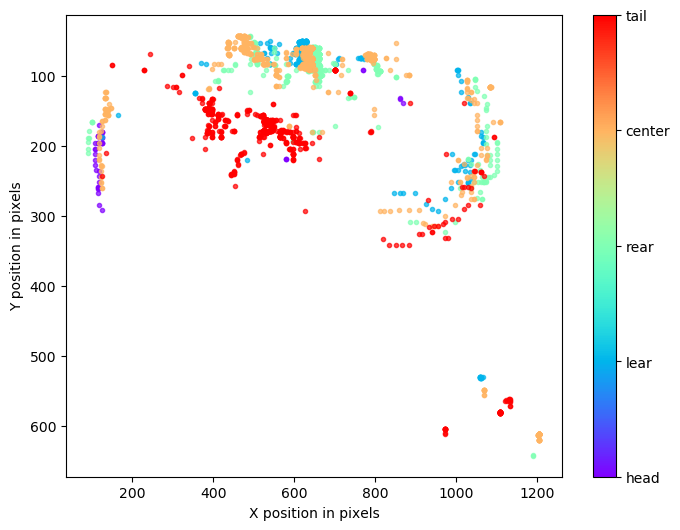 100
200
300
400
500
600
Y position in pixels
200
400
600
800
1000
1200
X position in pixels
tail
center
rear
lear
head